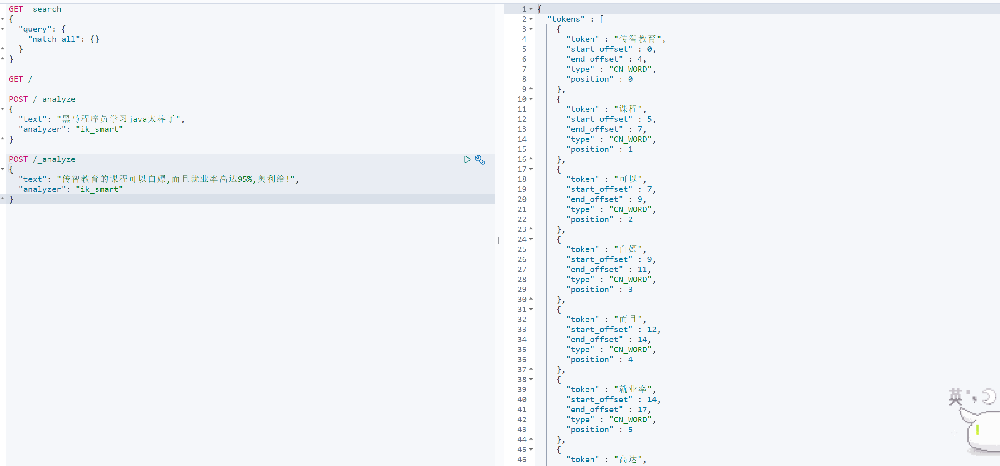 GET _search
{
  "query": {
    "match_all": {}
  }
}
GET /
POST /_analyze
{
  "text": "黑马程序员学习java太棒了",
  "analyzer": "ik_smart"
}
POST /_analyze
{
  "text": "传智教育的课程可以白嫖,而且就业率高达95%,奥利给!",
  "analyzer": "ik_smart"
}
1 {
2   "tokens" : [
3     {
4       "token" : "传智教育",
5       "start_offset" : 0,
6       "end_offset" : 4,
7       "type" : "CN_WORD",
8       "position" : 0
9     },
10     {
11       "token" : "课程",
12       "start_offset" : 5,
13       "end_offset" : 7,
14       "type" : "CN_WORD",
15       "position" : 1
16     },
17     {
18       "token" : "可以",
19       "start_offset" : 7,
20       "end_offset" : 9,
21       "type" : "CN_WORD",
22       "position" : 2
23     },
24     {
25       "token" : "白嫖",
26       "start_offset" : 9,
27       "end_offset" : 11,
28       "type" : "CN_WORD",
29       "position" : 3
30     },
31     {
32       "token" : "而且",
33       "start_offset" : 12,
34       "end_offset" : 14,
35       "type" : "CN_WORD",
36       "position" : 4
37     },
38     {
39       "token" : "就业率",
40       "start_offset" : 14,
41       "end_offset" : 17,
42       "type" : "CN_WORD",
43       "position" : 5
44     },
45     {
46       "token" : "高达",
英